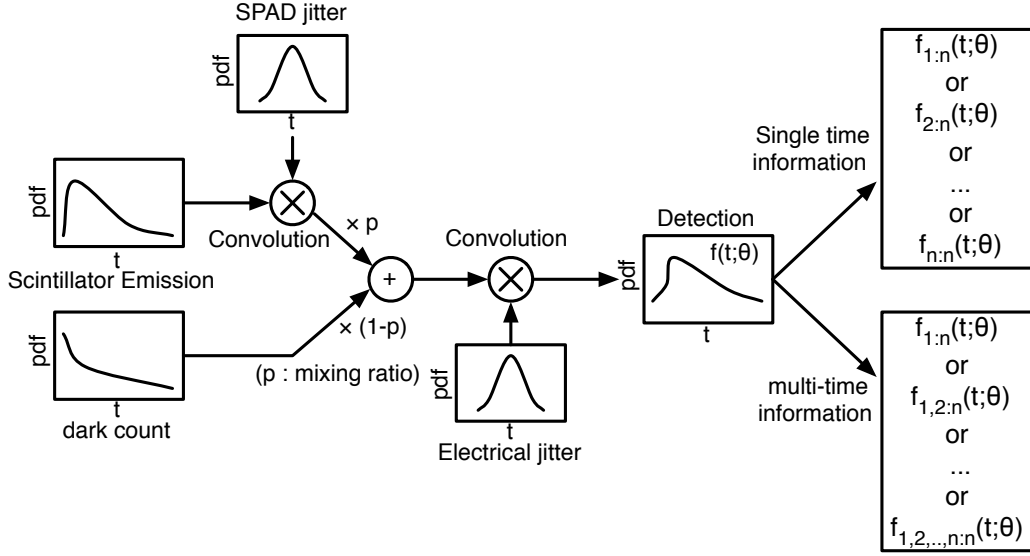 SPAD jitter
pdf
t
pdf
t
Scintillator Emission
Convolution
× p
pdf
t
dark count
+
× (1-p)
(p : mixing ratio)
Convolution
pdf
t
Electrical jitter
Detection
pdf
f(t;θ)
t
Single time
information
f1:n(t;θ)
or
f2:n(t;θ)
or
...
or
fn:n(t;θ)
multi-time
information
f1:n(t;θ)
or
f1,2:n(t;θ)
or
...
or
f1,2,..,n:n(t;θ)